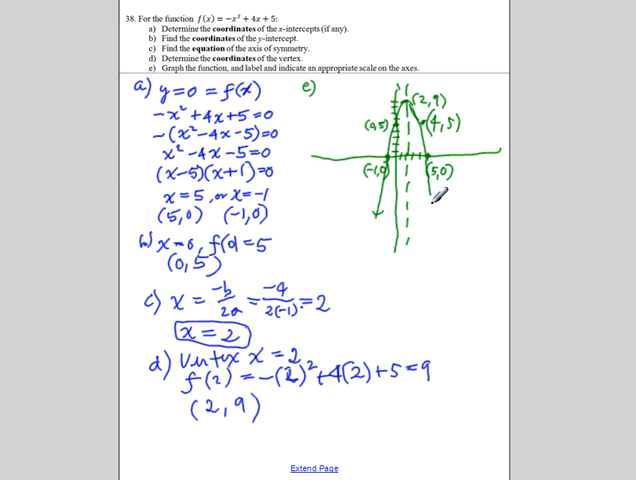 38. For the function f(x) = −x² + 4x + 5:
a) Determine the coordinates of the x-intercepts (if any).
b) Find the coordinates of the y-intercept.
c) Find the equation of the axis of symmetry.
d) Determine the coordinates of the vertex.
e) Graph the function, and label and indicate an appropriate scale on the axes.
a) y=0 = f(x)
-x²+4x+5=0
-(x²-4x-5)=0
x²-4x-5=0
(x-5)(x+1)=0
x=5, or x=-1
(5,0) (-1,0)
b) x=0, f(0)=5
(0,5)
c) x = -b/2a = -4/2(-1) = 2
x=2
d) Vertex x=2
f(2) = -(2)²+4(2)+5=9
(2,9)
e)
(2,9)
(0,5)
(4,5)
(-1,0)
(5,0)
Extend Page